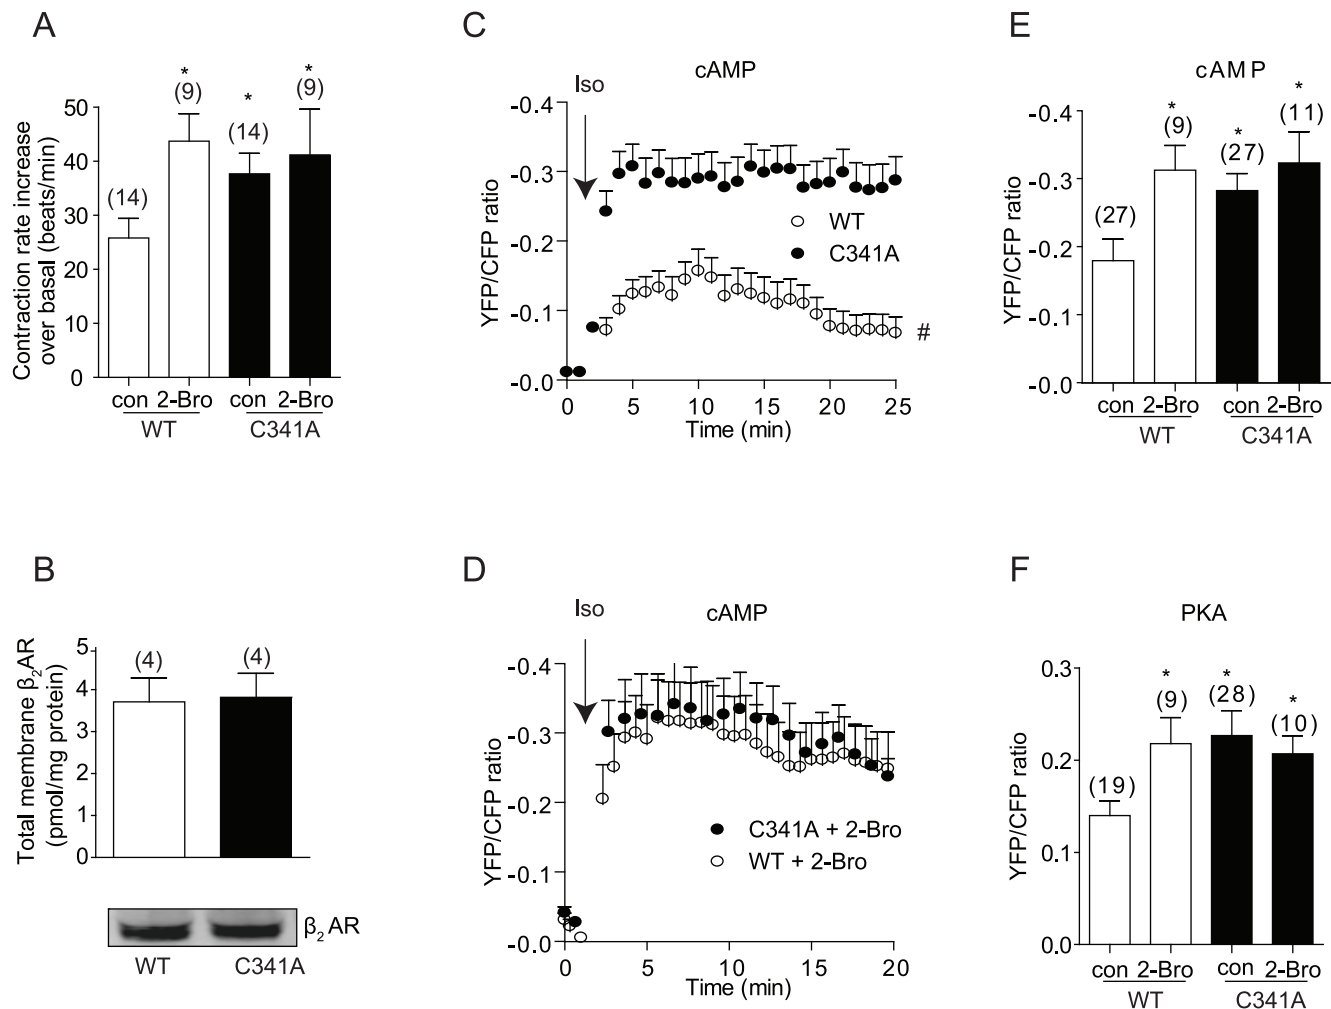 A
Contraction rate increase
over basal (beats/min)
50
40
30
20
10
0
(14)
*
(9)
*
(14)
*
(9)
con 2-Bro con 2-Bro
WT C341A
C
cAMP
Iso
YFP/CFP ratio
-0.4
-0.3
-0.2
-0.1
-0.0
WT
C341A
#
0 5 10 15 20 25
Time (min)
E
cAMP
YFP/CFP ratio
-0.4
-0.3
-0.2
-0.1
-0.0
(27)
*
(9)
*
(27)
*
(11)
con 2-Bro con 2-Bro
WT C341A
B
Total membrane β₂AR
(pmol/mg protein)
5
4
3
2
1
0
(4) (4)
β₂ AR
WT C341A
D
cAMP
Iso
YFP/CFP ratio
-0.4
-0.3
-0.2
-0.1
-0.0
C341A + 2-Bro
WT + 2-Bro
0 5 10 15 20
Time (min)
F
PKA
YFP/CFP ratio
0.3
0.2
0.1
0.0
(19)
*
(9)
*
(28)
*
(10)
con 2-Bro con 2-Bro
WT C341A